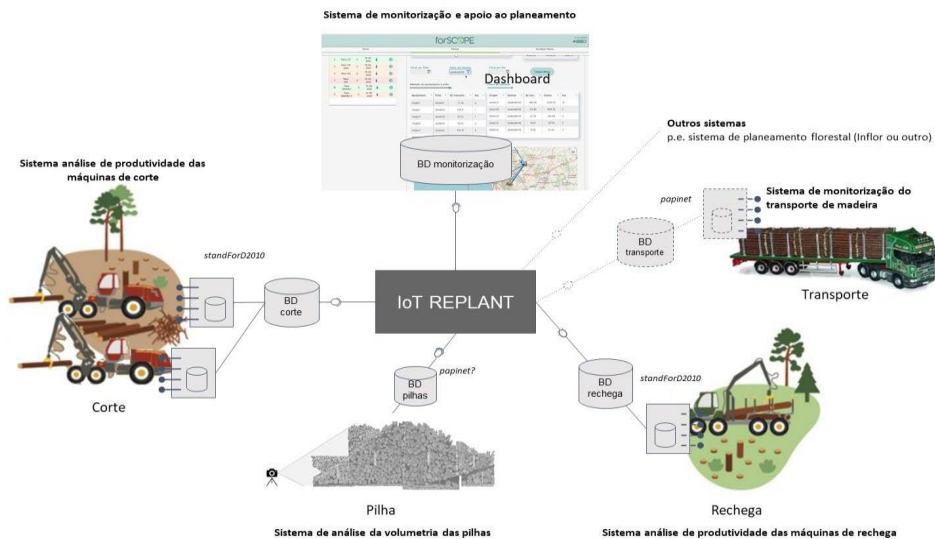 Sistema de monitorização e apoio ao planeamento
forSCOPE
Dashboard
BD monitorização
Outros sistemas
p.e. sistema de planeamento florestal (Inflor ou outro)
Sistema análise de produtividade das
máquinas de corte
papinet
Sistema de monitorização do
transporte de madeira
BD
transporte
standForD2010
BD
corte
IoT REPLANT
Transporte
papinet?
BD
pilhas
BD
rechega
standForD2010
Corte
Pilha
Rechega
Sistema de análise da volumetria das pilhas
Sistema análise de produtividade das máquinas de rechega